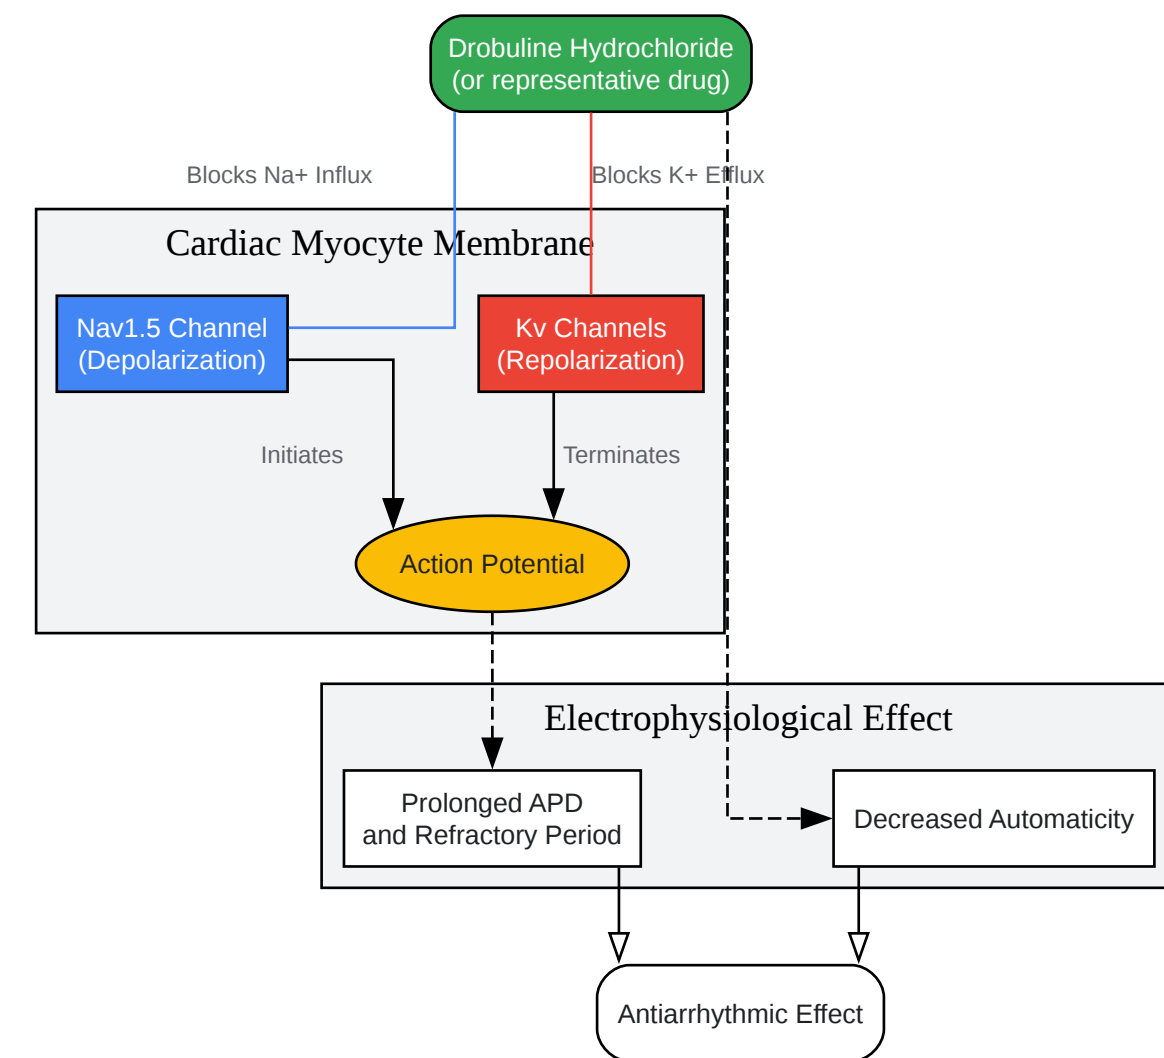 Drobuline Hydrochloride
(or representative drug)
Blocks Na+ Influx
Blocks K+ Efflux
Cardiac Myocyte Membrane
Nav1.5 Channel
(Depolarization)
Kv Channels
(Repolarization)
Initiates
Terminates
Action Potential
Electrophysiological Effect
Prolonged APD
and Refractory Period
Decreased Automaticity
Antiarrhythmic Effect